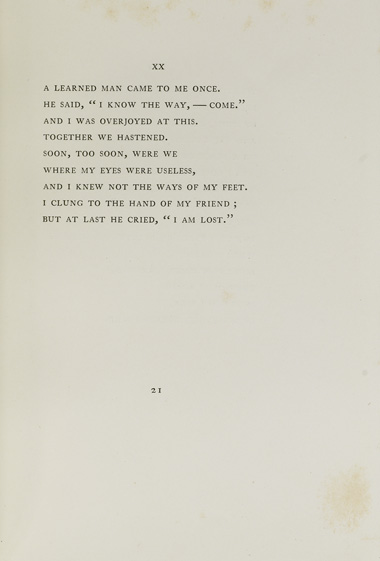 XX
A LEARNED MAN CAME TO ME ONCE.
HE SAID, “I KNOW THE WAY, — COME.”
AND I WAS OVERJOYED AT THIS.
TOGETHER WE HASTENED.
SOON, TOO SOON, WERE WE
WHERE MY EYES WERE USELESS,
AND I KNEW NOT THE WAYS OF MY FEET.
I CLUNG TO THE HAND OF MY FRIEND ;
BUT AT LAST HE CRIED, “I AM LOST.”
21